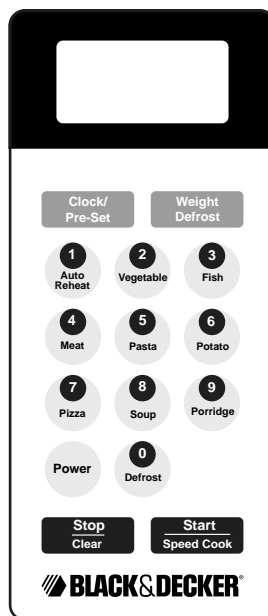 Clock/ Weight
Pre-Set Defrost
1 2 3
Auto
Reheat Vegetable Fish
4 5 6
Meat Pasta Potato
7 8 9
Pizza Soup Porridge
Power 0
Defrost
Stop Start
Clear Speed Cook
BLACK&DECKER®